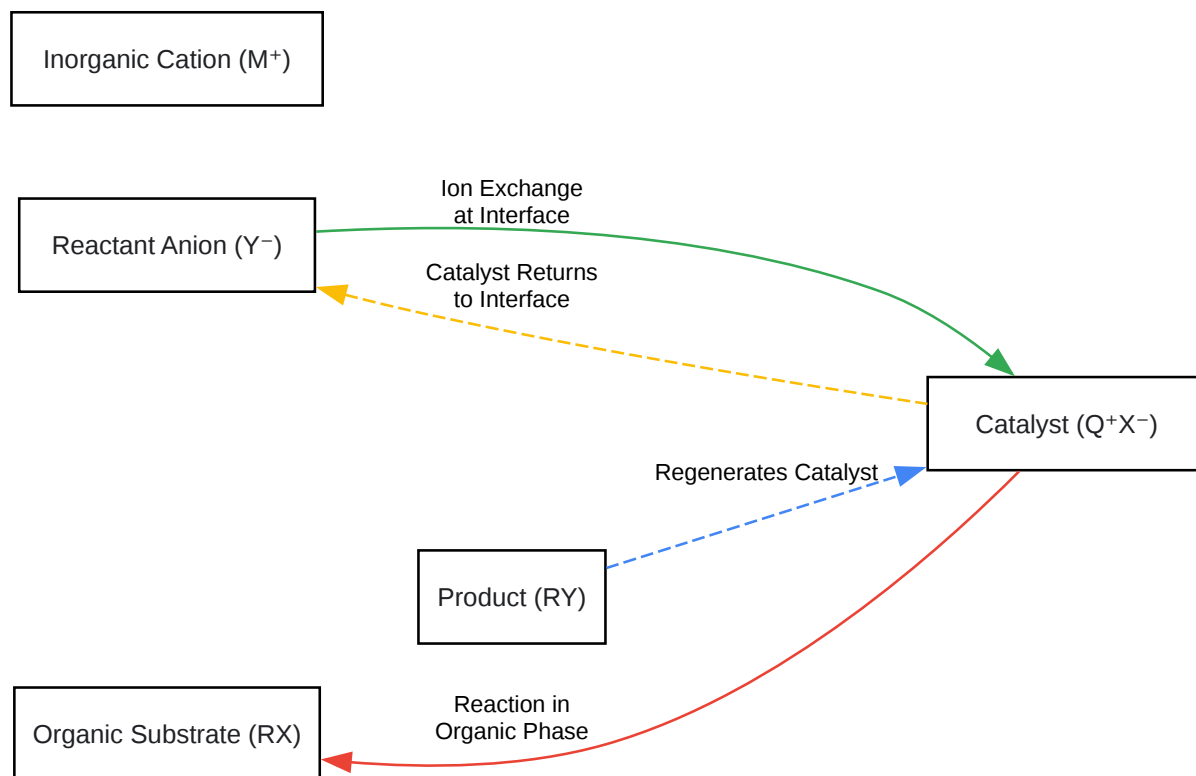 Inorganic Cation (M⁺)
Ion Exchange
at Interface
Reactant Anion (Y⁻)
Catalyst Returns
to Interface
Catalyst (Q⁺X⁻)
Regenerates Catalyst
Product (RY)
Reaction in
Organic Phase
Organic Substrate (RX)